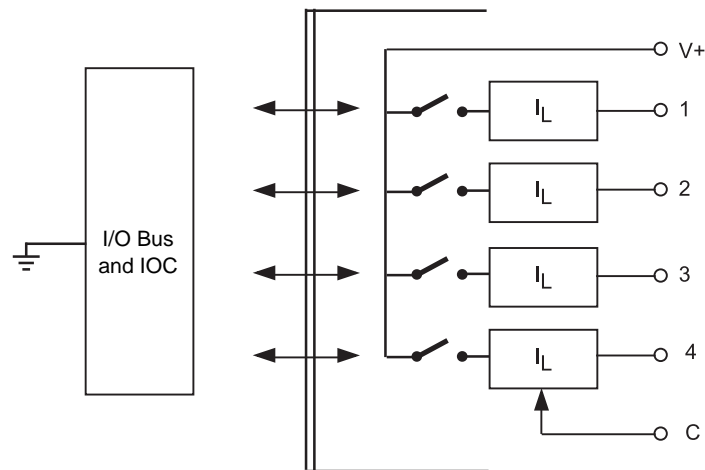 V+
I_L
1
I_L
2
I/O Bus
and IOC
I_L
3
I_L
4
C